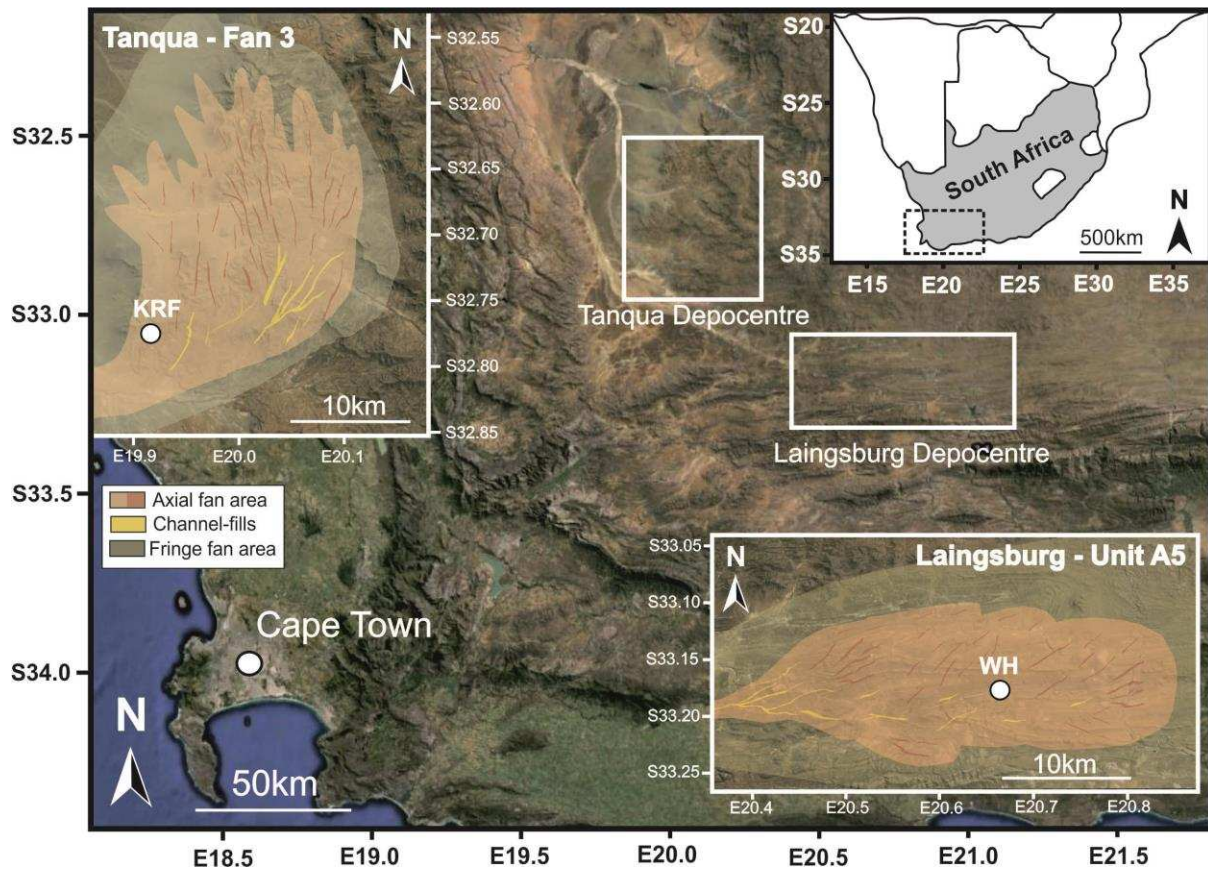 Tanqua - Fan 3
N
S32.55
S32.60
S32.65
S32.70
S32.75
S32.80
S32.85
KRF
10km
E19.9
E20.0
E20.1
S32.5
S33.0
S33.5
S34.0
Axial fan area
Channel-fills
Fringe fan area
Tanqua Depocentre
Laingsburg Depocentre
S20
S25
S30
S35
South Africa
N
500km
E15
E20
E25
E30
E35
Cape Town
N
50km
Laingsburg - Unit A5
N
S33.05
S33.10
S33.15
S33.20
S33.25
WH
10km
E20.4
E20.5
E20.6
E20.7
E20.8
E18.5
E19.0
E19.5
E20.0
E20.5
E21.0
E21.5